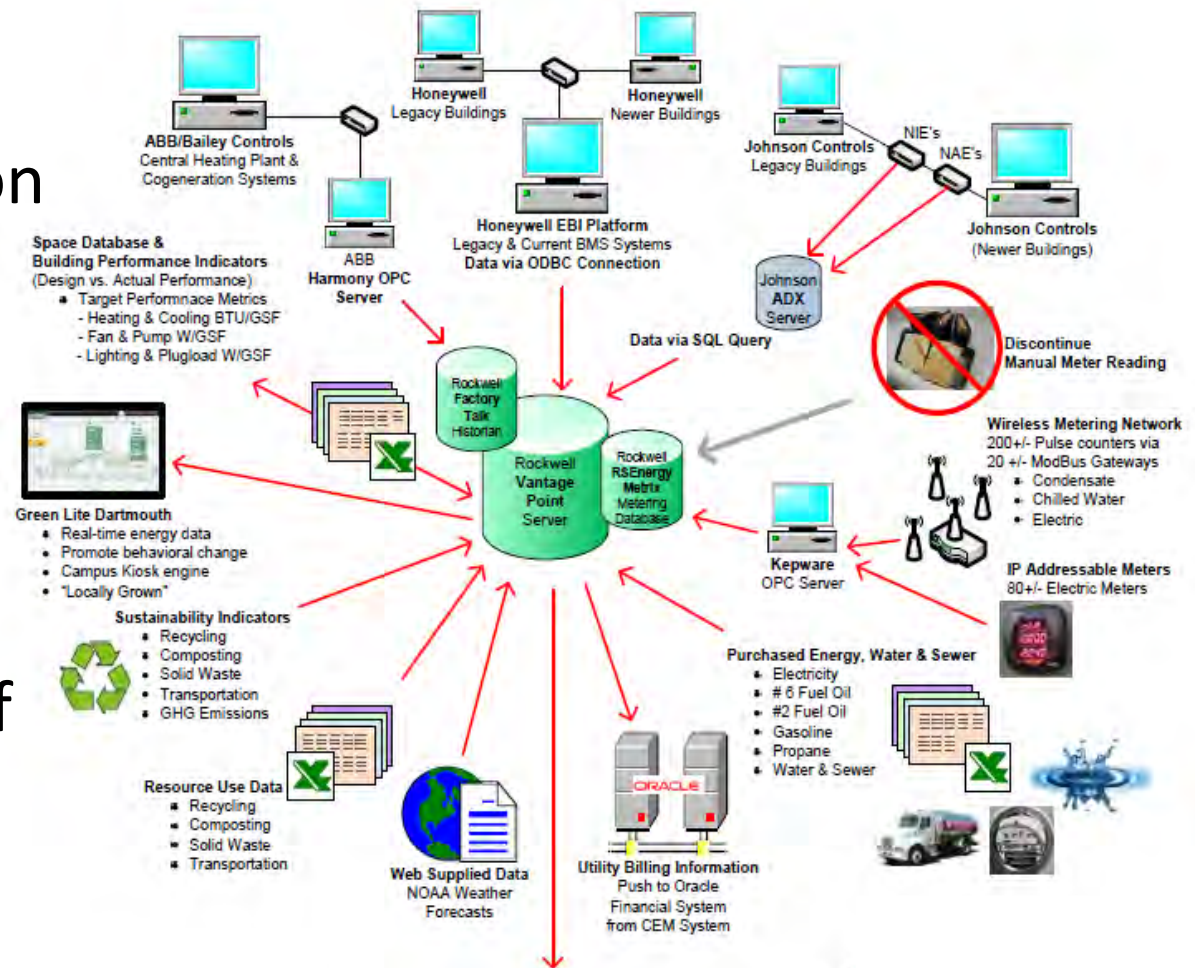 Honeywell
Legacy Buildings
Honeywell
Newer Buildings
ABB/Bailey Controls
Central Heating Plant &
Cogeneration Systems
Johnson Controls
Legacy Buildings
NIE's
NAE's
Johnson Controls
(Newer Buildings)
on
ABB
Harmony OPC
Server
Honeywell EBI Platform
Legacy & Current BMS Systems
Data via ODBC Connection
Johnson
ADX
Server
Space Database &
Building Performance Indicators
(Design vs. Actual Performance)
Target Performnace Metrics
- Heating & Cooling BTU/GSF
- Fan & Pump W/GSF
- Lighting & Plugload W/GSF
Data via SQL Query
Discontinue
Manual Meter Reading
Rockwell
Factory
Talk
Historian
Rockwell
Vantage
Point
Server
Rockwell
RSEnergy
Metrix
Metering
Database
Wireless Metering Network
200+/- Pulse counters via
20 +/- ModBus Gateways
Condensate
Chilled Water
Electric
Green Lite Dartmouth
Real-time energy data
Promote behavioral change
Campus Kiosk engine
"Locally Grown"
Kepware
OPC Server
IP Addressable Meters
80+/- Electric Meters
Sustainability Indicators
Recycling
Composting
Solid Waste
Transportation
GHG Emissions
f
Purchased Energy, Water & Sewer
Electricity
# 6 Fuel Oil
#2 Fuel Oil
Gasoline
Propane
Water & Sewer
Resource Use Data
Recycling
Composting
Solid Waste
Transportation
Web Supplied Data
NOAA Weather
Forecasts
ORACLE
Utility Billing Information
Push to Oracle
Financial System
from CEM System